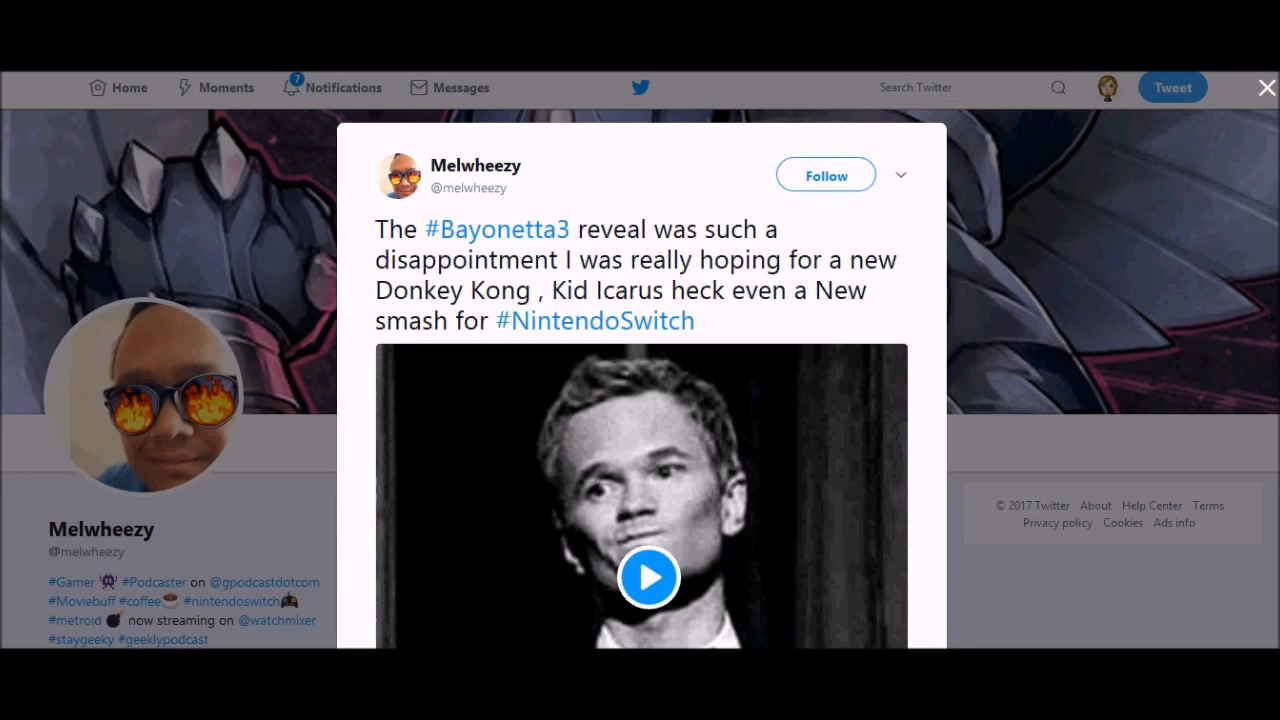 Home
Moments
7
Notifications
Messages
Search Twitter
Tweet
Melwheezy
@melwheezy
Follow
The #Bayonetta3 reveal was such a
disappointment I was really hoping for a new
Donkey Kong , Kid Icarus heck even a New
smash for #NintendoSwitch
Melwheezy
@melwheezy
#Gamer #Podcaster on @gpodcastdotcom
#Moviebuff #coffee #nintendoswitch
#metroid now streaming on @watchmixer
#staygeeky #geeklypodcast
© 2017 Twitter About Help Center Terms
Privacy policy Cookies Ads info